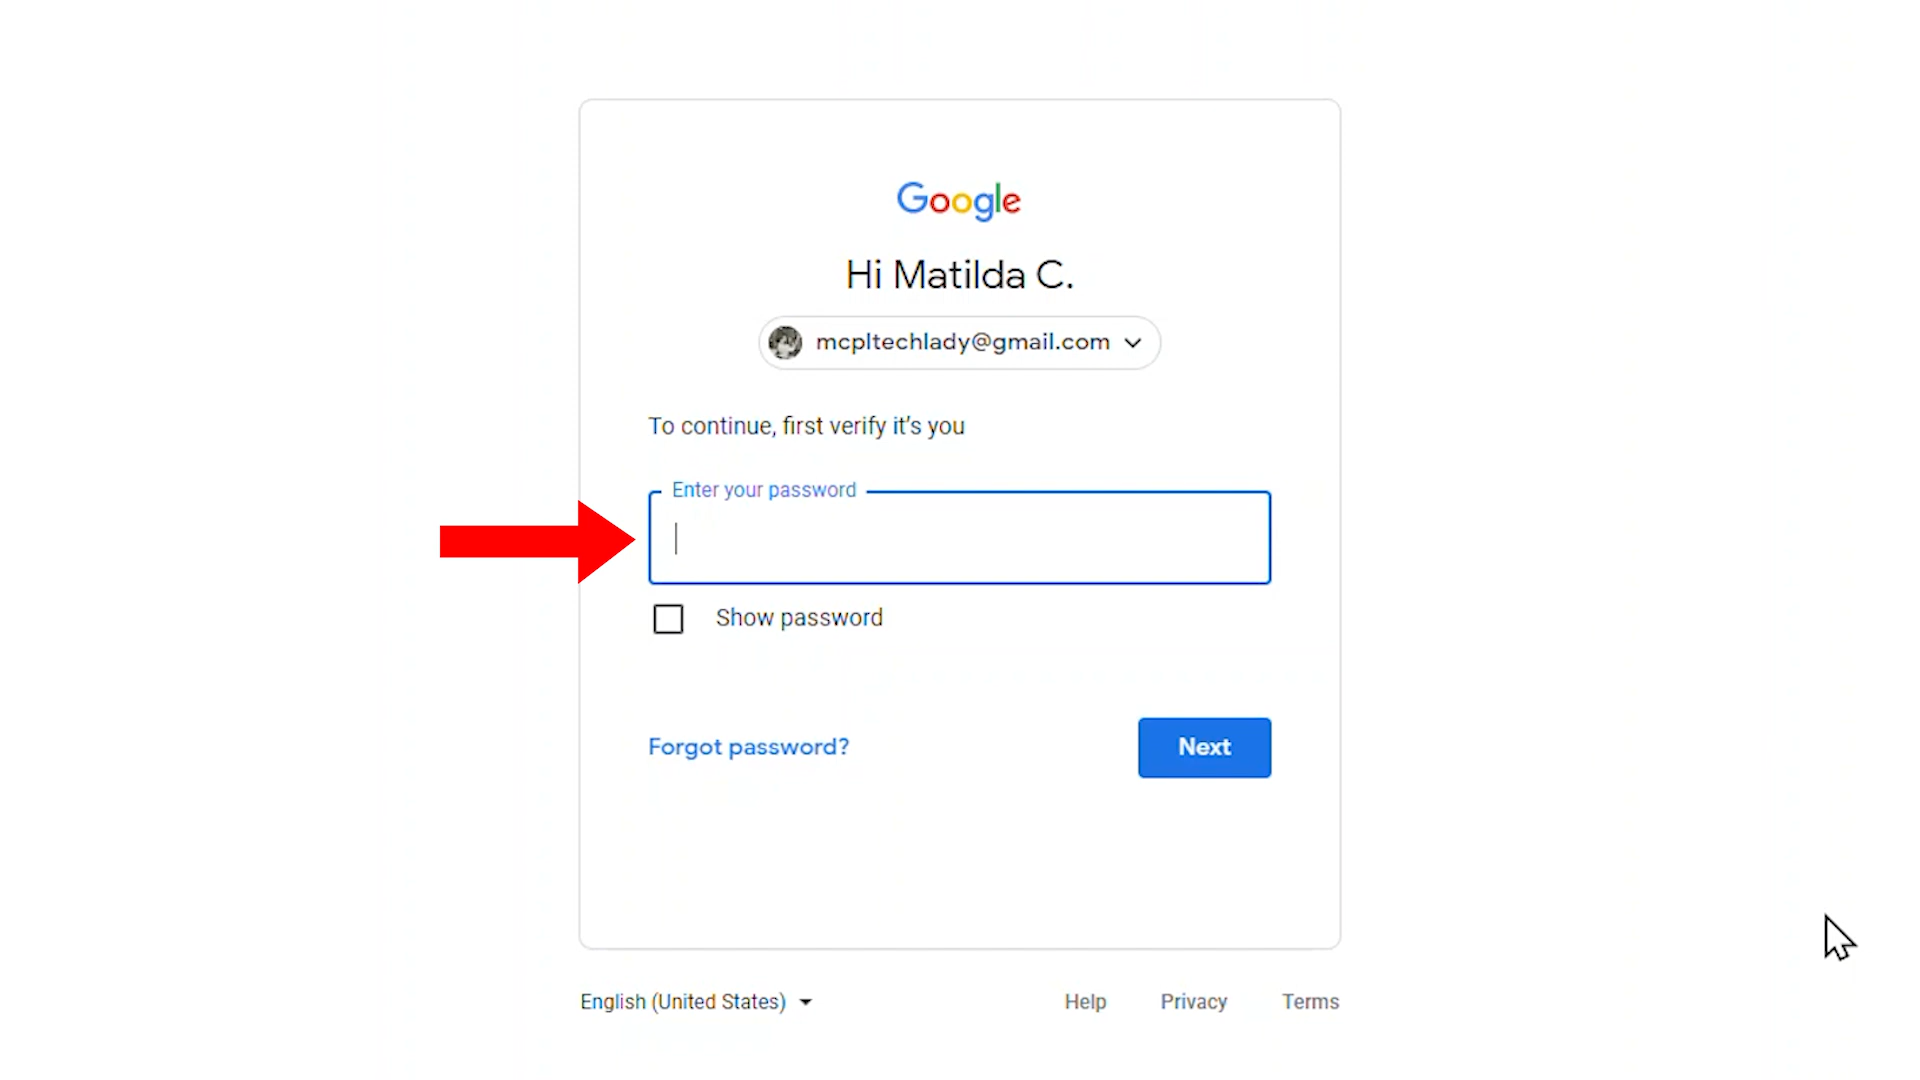 Google
Hi Matilda C.
mcpltechlady@gmail.com
To continue, first verify it's you
Enter your password
Show password
Forgot password?
Next
English (United States)
Help
Privacy
Terms